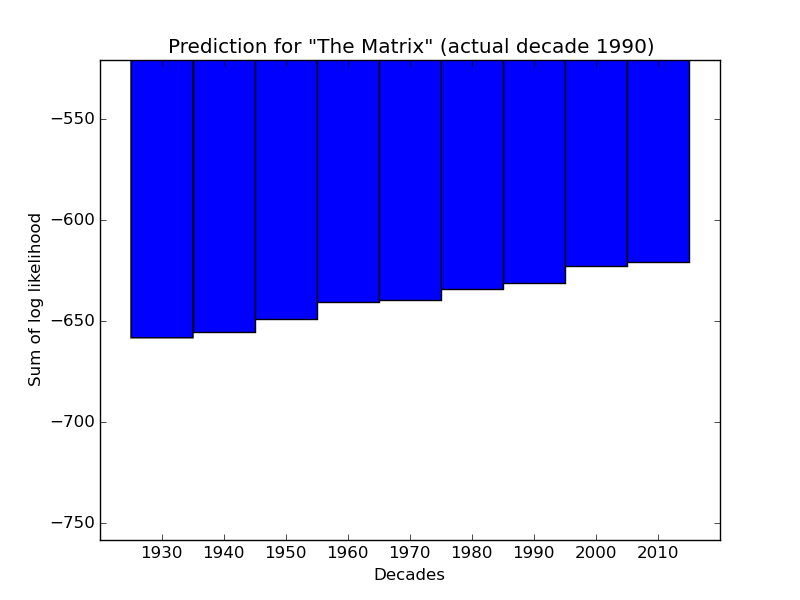 Prediction for "The Matrix" (actual decade 1990)
Sum of log likelihood
−550
−600
−650
−700
−750
1930 1940 1950 1960 1970 1980 1990 2000 2010
Decades